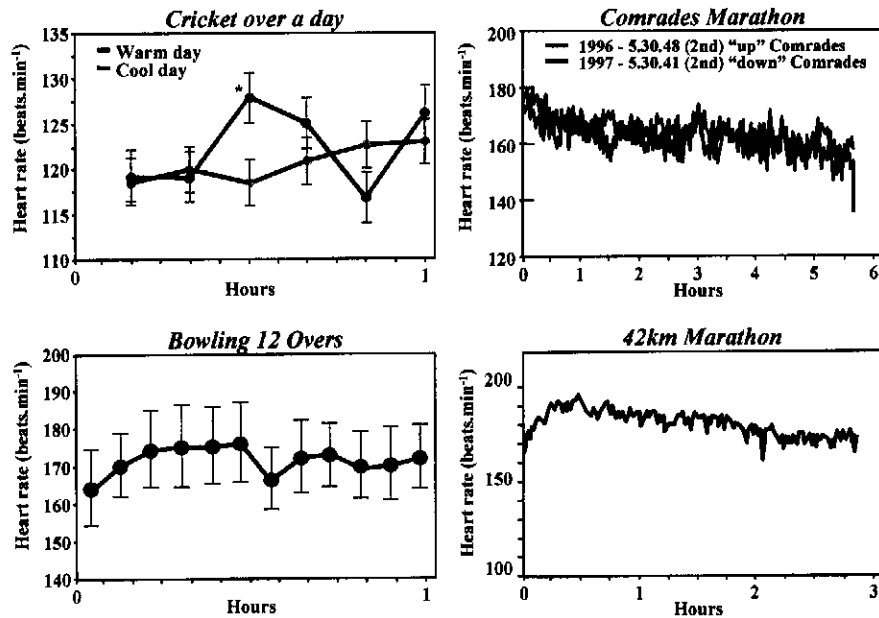 Cricket over a day
135
130
125
120
115
110
Heart rate (beats.min⁻¹)
Warm day
Cool day
*
0
1
Hours
Comrades Marathon
200
180
160
140
120
Heart rate (beats.min⁻¹)
1996 - 5.30.48 (2nd) “up” Comrades
1997 - 5.30.41 (2nd) “down” Comrades
0 1 2 3 4 5 6
Hours
Bowling 12 Overs
200
190
180
170
160
150
140
Heart rate (beats.min⁻¹)
0
1
Hours
42km Marathon
200
180
150
100
Heart rate (beats.min⁻¹)
0 1 2 3
Hours